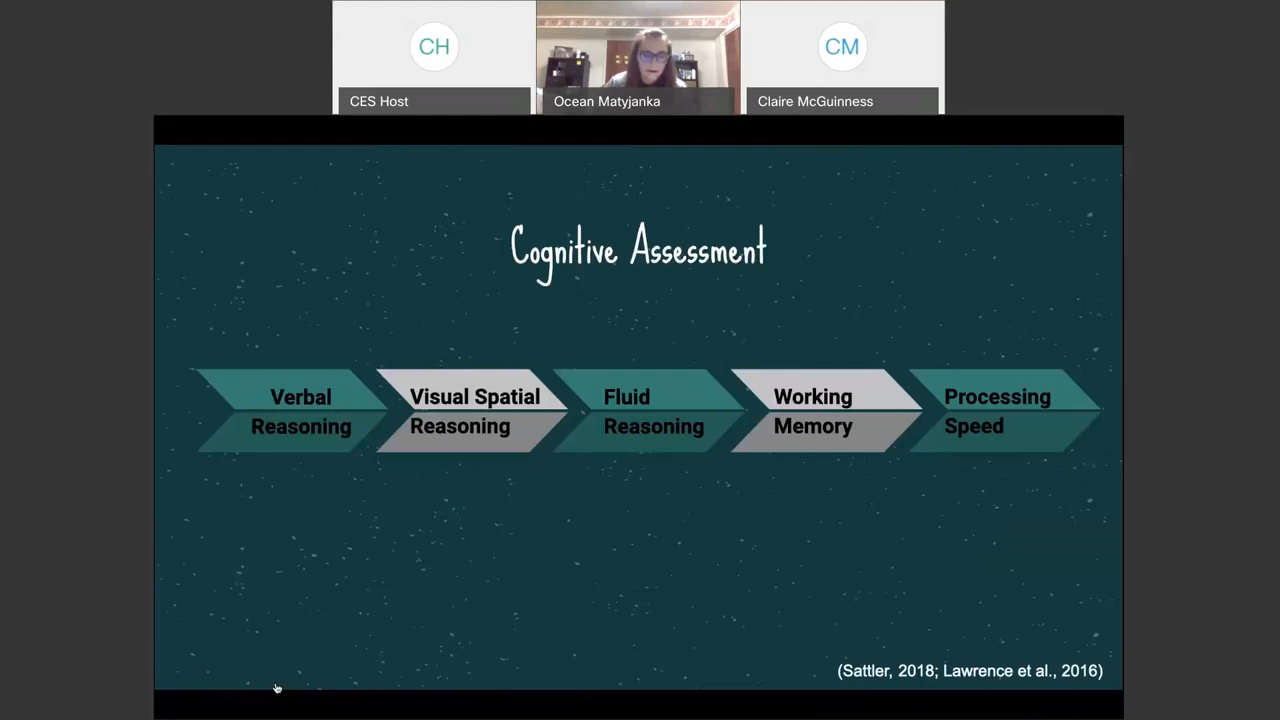 CH
CM
CES Host
Ocean Matyjanka
Claire McGuinness
Cognitive Assessment
Verbal
Reasoning
Visual Spatial
Reasoning
Fluid
Reasoning
Working
Memory
Processing
Speed
(Sattler, 2018; Lawrence et al., 2016)